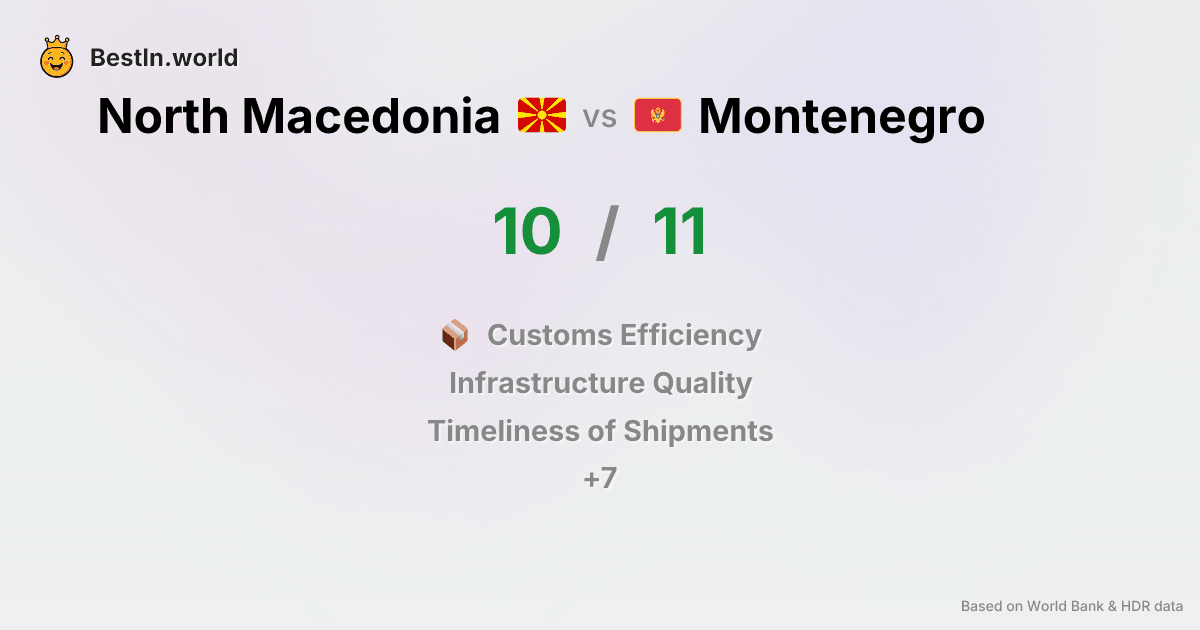 BestIn.world
North Macedonia vs Montenegro
10 / 11
Customs Efficiency
Infrastructure Quality
Timeliness of Shipments
+7
Based on World Bank & HDR data